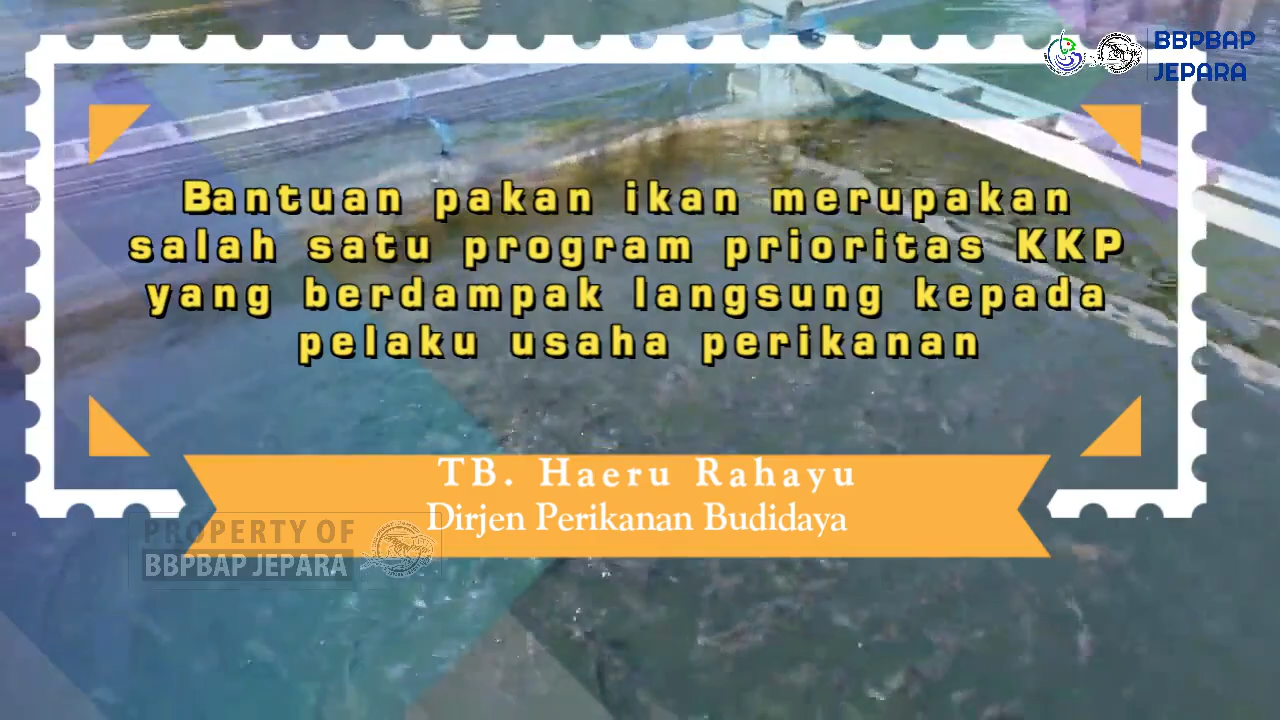 BBPBAP
JEPARA
Bantuan pakan ikan merupakan
salah satu program prioritas KKP
yang berdampak langsung kepada
pelaku usaha perikanan
TB. Haeru Rahayu
Dirjen Perikanan Budidaya
PROPERTY OF
BBPBAP JEPARA